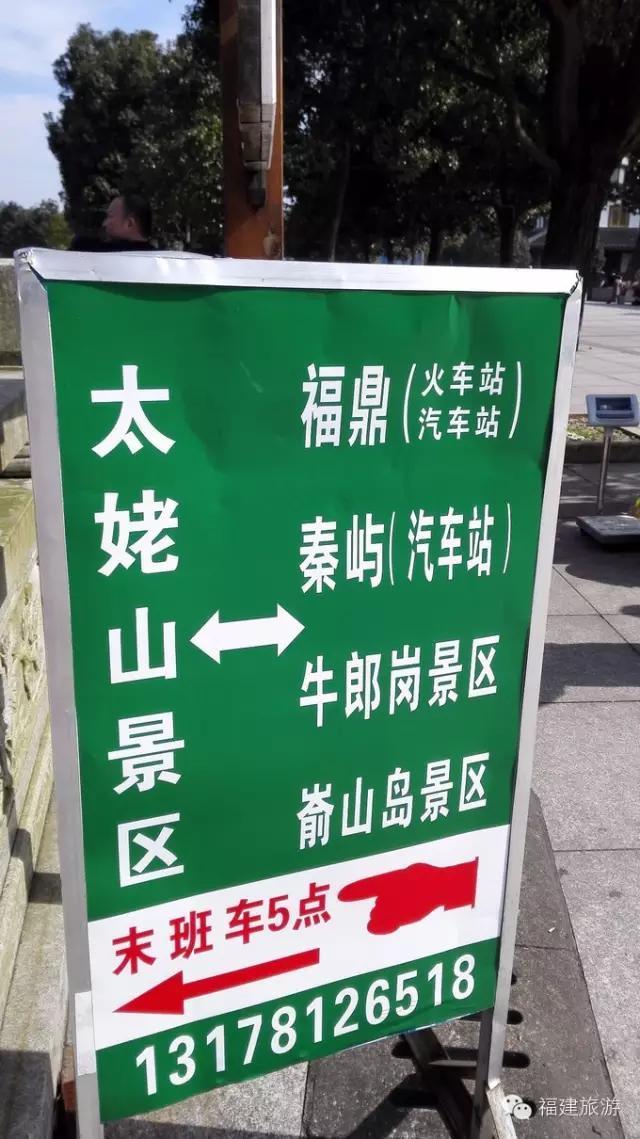 太姥山景区
福鼎(火车站
汽车站)
秦屿(汽车站)
牛郎岗景区
嵛山岛景区
末班车5点
13178126518
福建旅游